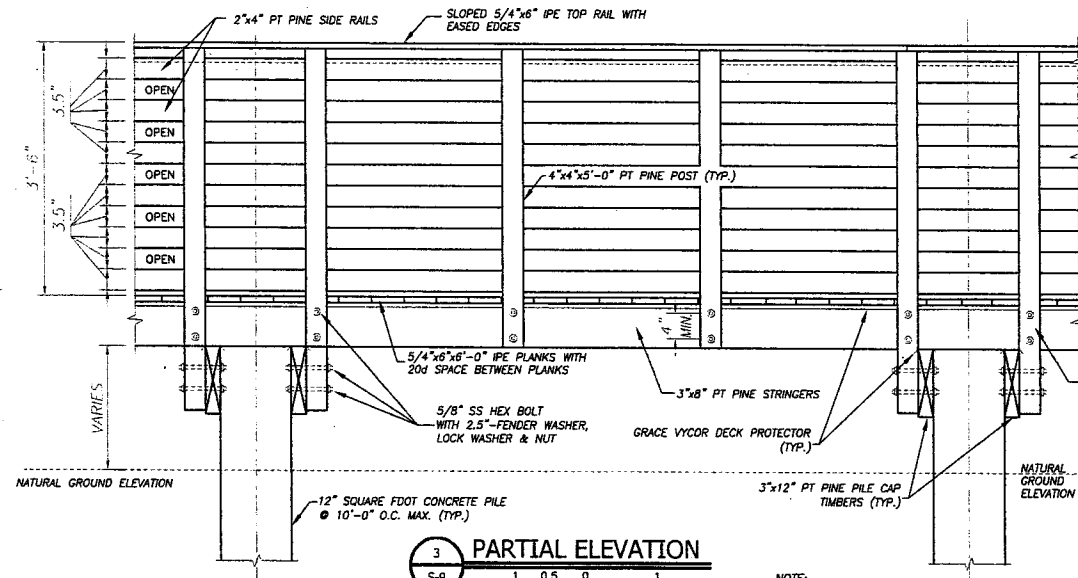 2"x4" PT PINE SIDE RAILS
SLOPED 5/4"x6" IPE TOP RAIL WITH
EASED EDGES
3.5"
3'-6"
3.5"
OPEN
OPEN
OPEN
OPEN
OPEN
4"x4"x5'-0" PT PINE POST (TYP.)
4"
MIN.
5/4"x6"x6'-0" IPE PLANKS WITH
20d SPACE BETWEEN PLANKS
3"x8" PT PINE STRINGERS
VARIES
5/8" SS HEX BOLT
WITH 2.5"-FENDER WASHER,
LOCK WASHER & NUT
GRACE VYCOR DECK PROTECTOR
(TYP.)
NATURAL GROUND ELEVATION
3"x12" PT PINE PILE CAP
TIMBERS (TYP.)
NATURAL
GROUND
ELEVATION
12" SQUARE FOOT CONCRETE PILE
@ 10'-0" O.C. MAX. (TYP.)
3
S-9
PARTIAL ELEVATION
1 0.5 0 1
NOTE: